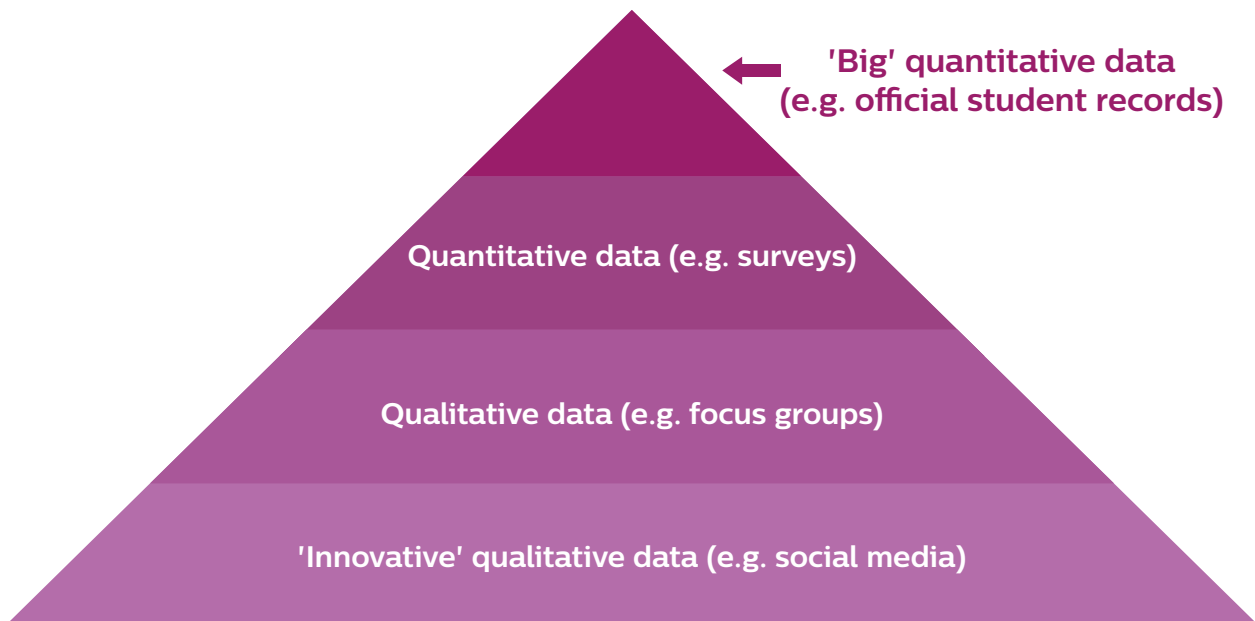 'Big' quantitative data
(e.g. official student records)
Quantitative data (e.g. surveys)
Qualitative data (e.g. focus groups)
'Innovative' qualitative data (e.g. social media)